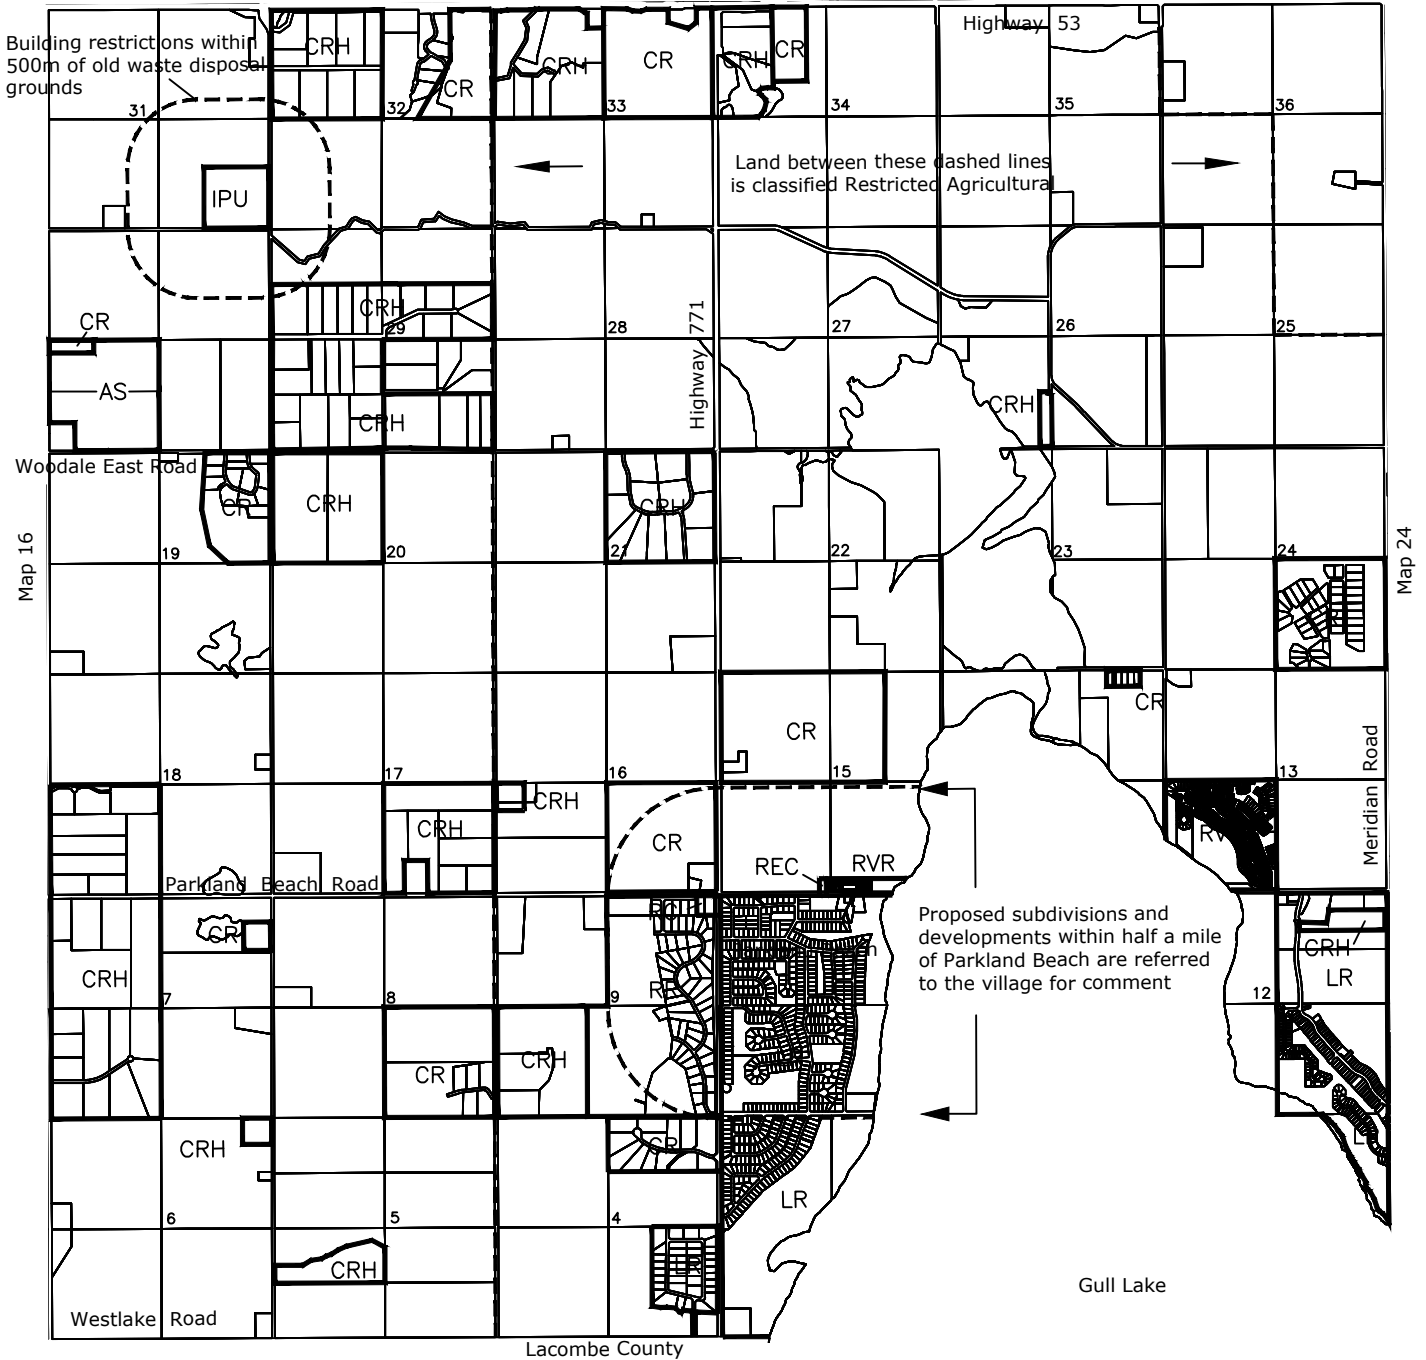 Highway 53
Building restrictions within
500m of old waste disposal
grounds
CRH
CR
CRH
CR
CRH
CR
31
32
33
34
35
36
Land between these dashed lines
is classified Restricted Agricultural
IPU
CRH
CR
29
28
27
26
25
Highway 771
AS
CRH
CRH
Woodale East Road
CR
CRH
CRH
Map 16
Map 24
19
20
21
22
23
24
CR
CR
18
17
16
15
13
Meridian Road
CRH
CRH
CR
RV
REC
RVR
Parkland Beach Road
CR
Proposed subdivisions and
developments within half a mile
of Parkland Beach are referred
to the village for comment
CRH
CRH
LR
7
8
9
12
CR
CRH
CRH
CR
LR
6
5
4
CRH
LR
Gull Lake
Westlake Road
Lacombe County